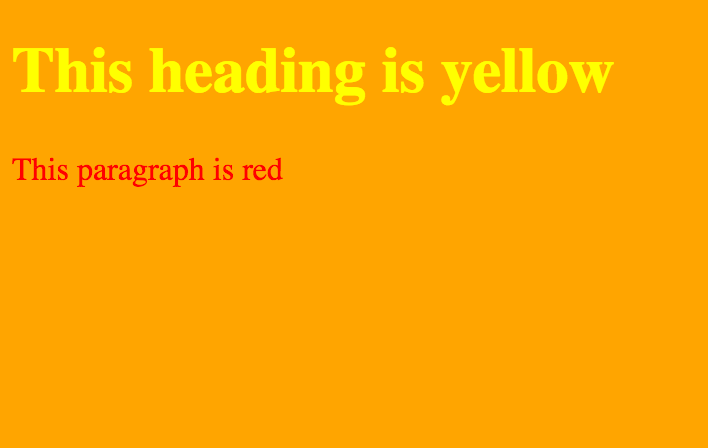 This heading is yellow
This paragraph is red